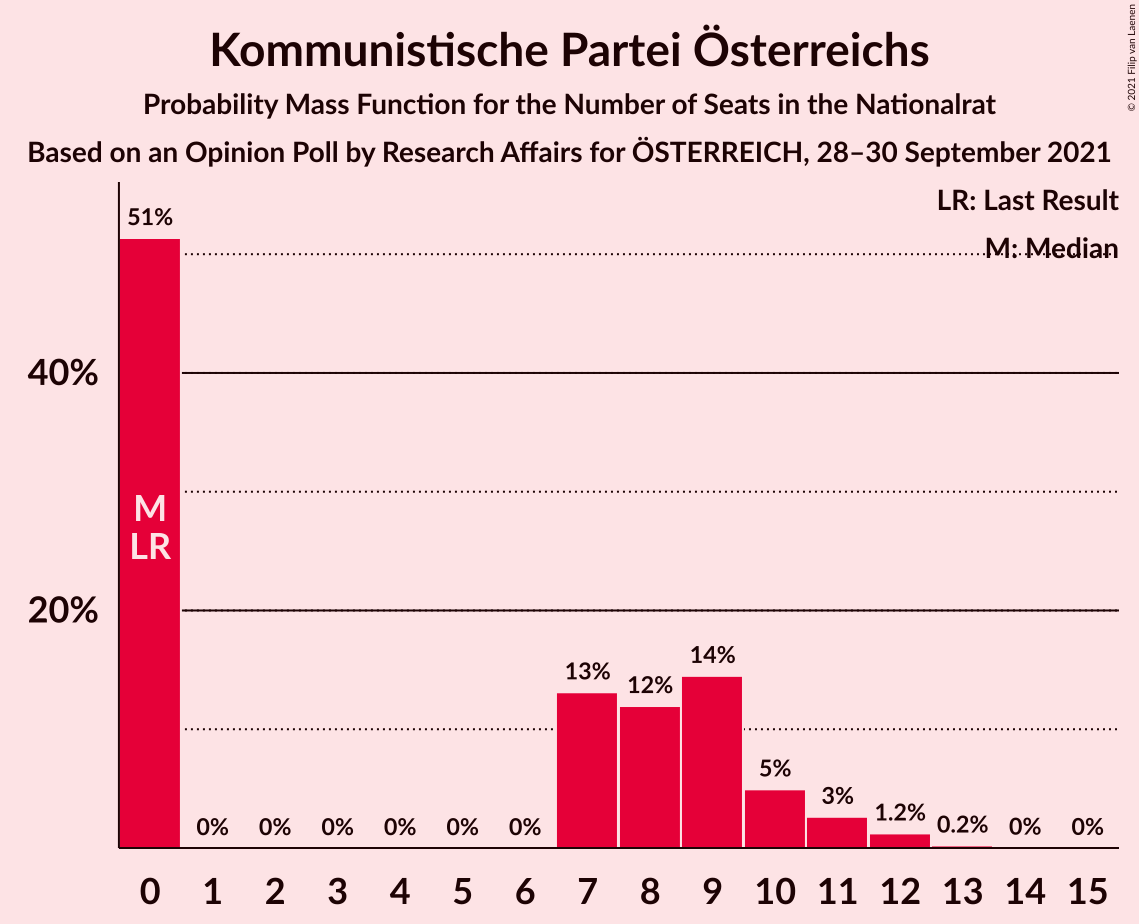 Kommunistische Partei Österreichs
Probability Mass Function for the Number of Seats in the Nationalrat
Based on an Opinion Poll by Research Affairs for ÖSTERREICH, 28–30 September 2021
© 2021 Filip van Laenen
LR: Last Result
M: Median
51%
40%
M
LR
20%
0% 0% 0% 0% 0% 0% 13% 12% 14% 5% 3% 1.2% 0.2% 0% 0%
0 1 2 3 4 5 6 7 8 9 10 11 12 13 14 15